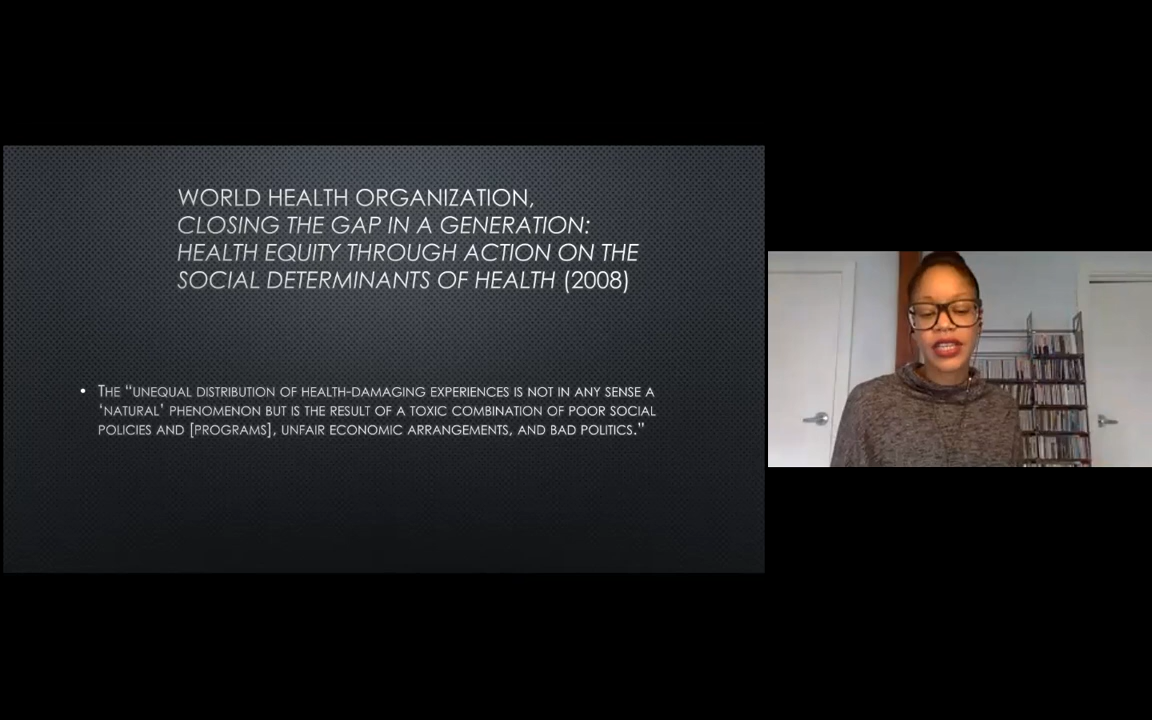 WORLD HEALTH ORGANIZATION,
CLOSING THE GAP IN A GENERATION:
HEALTH EQUITY THROUGH ACTION ON THE
SOCIAL DETERMINANTS OF HEALTH (2008)
• THE “UNEQUAL DISTRIBUTION OF HEALTH-DAMAGING EXPERIENCES IS NOT IN ANY SENSE A
‘NATURAL’ PHENOMENON BUT IS THE RESULT OF A TOXIC COMBINATION OF POOR SOCIAL
POLICIES AND [PROGRAMS], UNFAIR ECONOMIC ARRANGEMENTS, AND BAD POLITICS.”